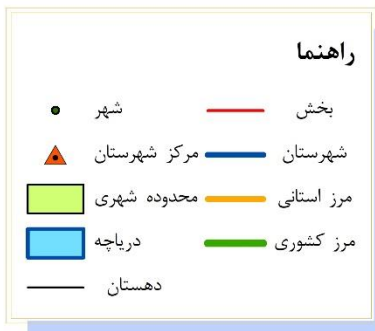 راهنما
بخش شهر
شهرستان مرکز شهرستان
مرز استانی محدوده شهری
مرز کشوری دریاچه
دهستان